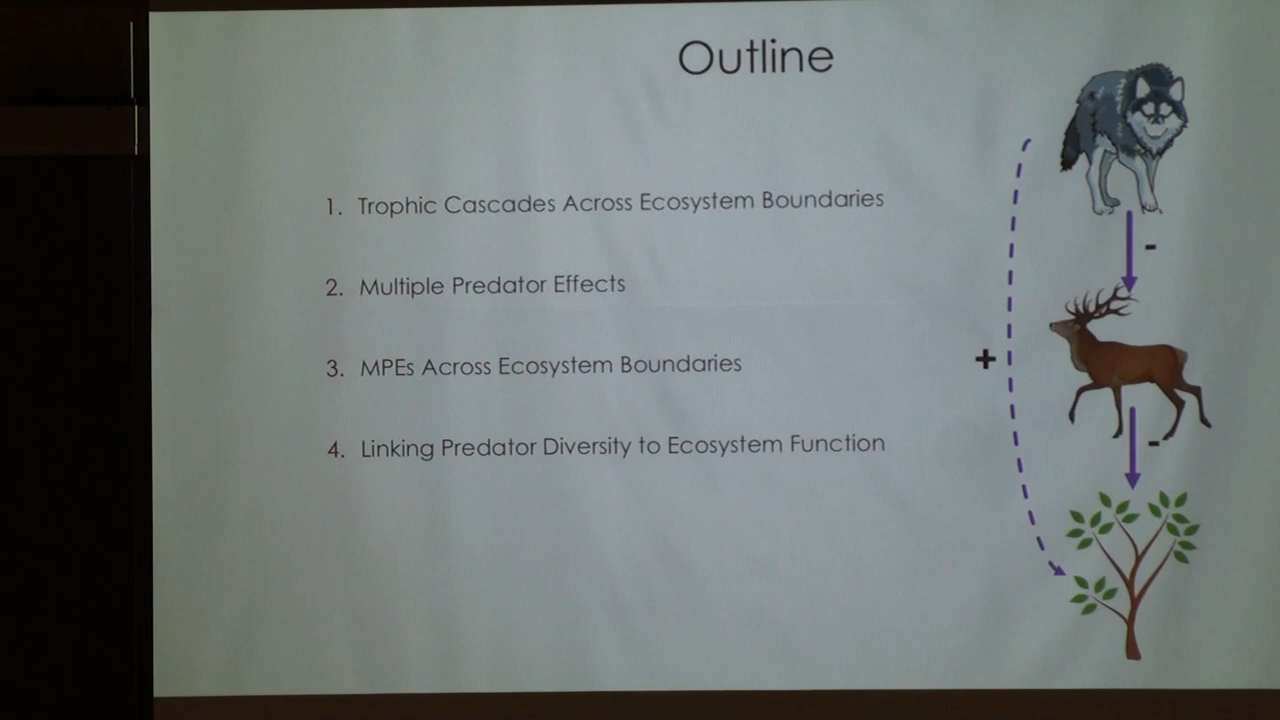 Outline
1. Trophic Cascades Across Ecosystem Boundaries
2. Multiple Predator Effects
3. MPEs Across Ecosystem Boundaries
4. Linking Predator Diversity to Ecosystem Function
-
+
-